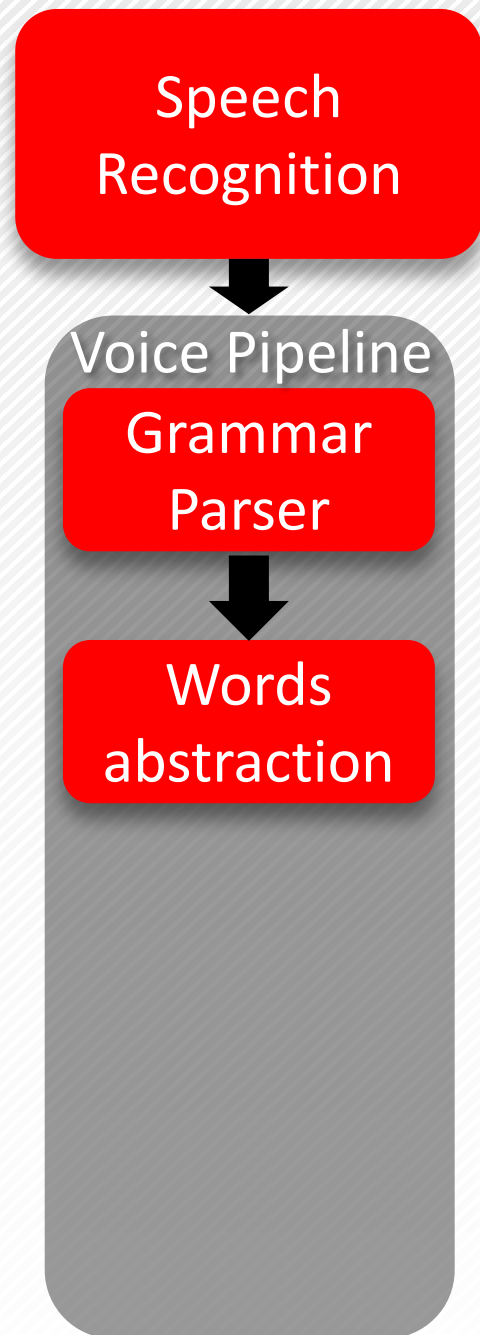 Speech
Recognition
Voice Pipeline
Grammar
Parser
Words
abstraction